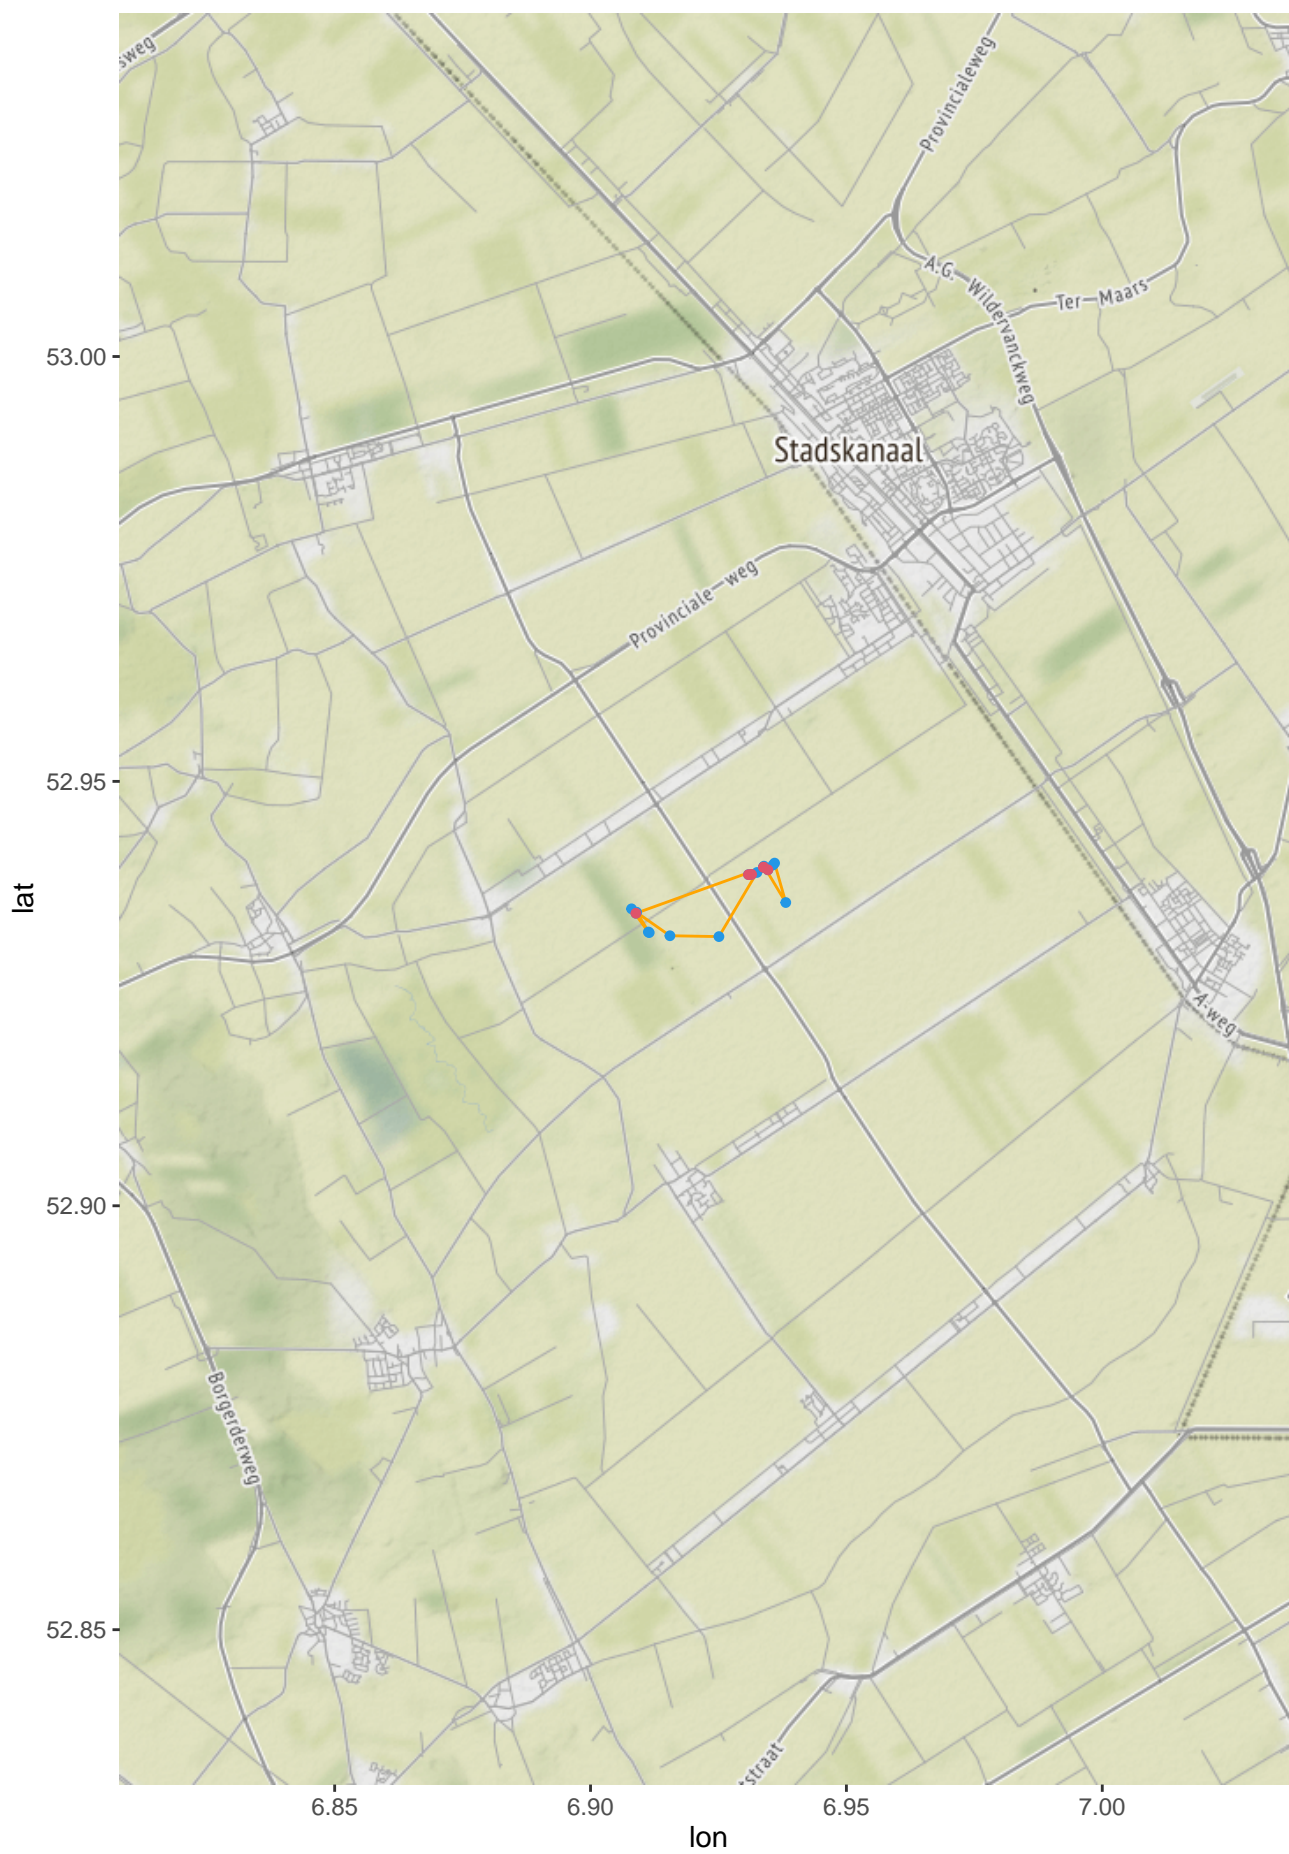 sweg
Provincialeweg
A.G. Wildervanckweg
Ter Maars
53.00
Stadskanaal
Provinciale weg
52.95
lat
A-weg
52.90
Borgerderweg
52.85
tstraat
6.85
6.90
6.95
7.00
lon